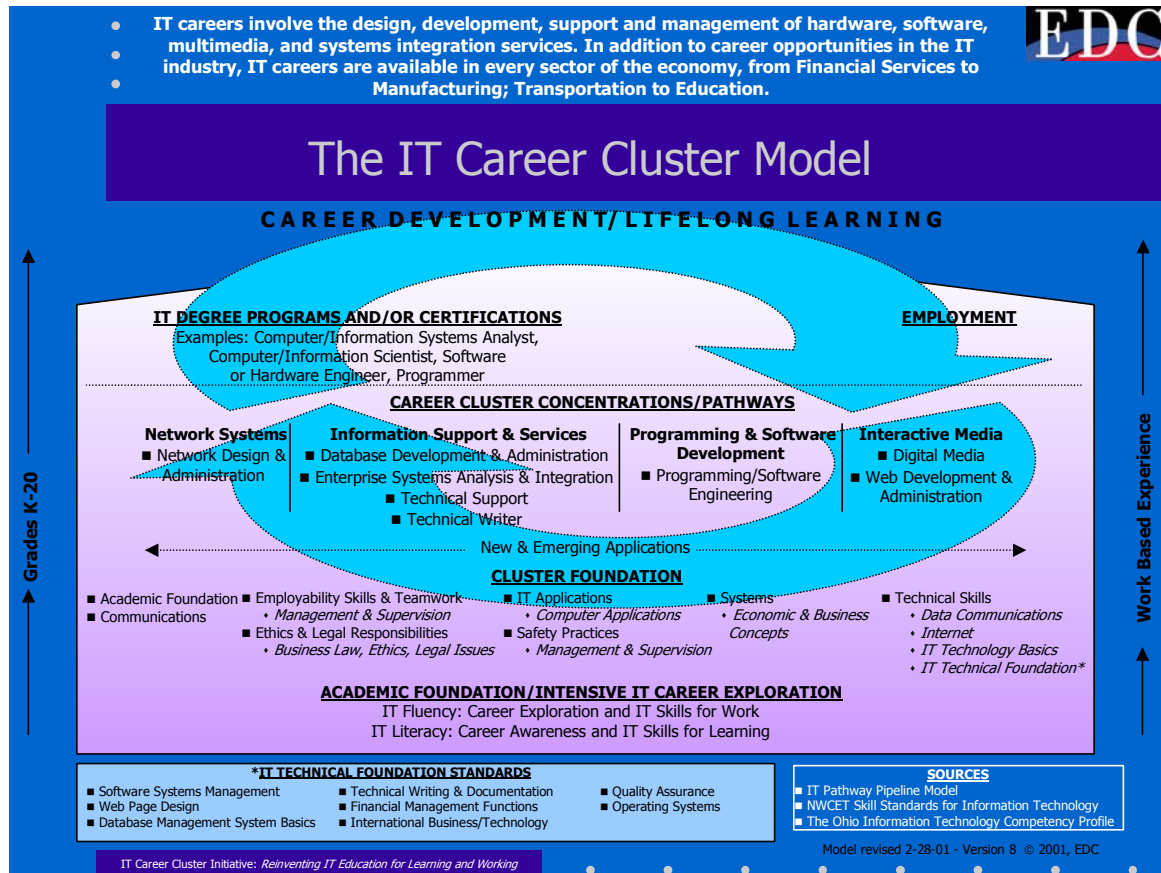 IT careers involve the design, development, support and management of hardware, software,
multimedia, and systems integration services. In addition to career opportunities in the IT
industry, IT careers are available in every sector of the economy, from Financial Services to
Manufacturing; Transportation to Education.
EDC
The IT Career Cluster Model
CAREER DEVELOPMENT/LIFELONG LEARNING
IT DEGREE PROGRAMS AND/OR CERTIFICATIONS
Examples: Computer/Information Systems Analyst,
Computer/Information Scientist, Software
or Hardware Engineer, Programmer
EMPLOYMENT
CAREER CLUSTER CONCENTRATIONS/PATHWAYS
Network Systems
■ Network Design &
Administration
Information Support & Services
■ Database Development & Administration
■ Enterprise Systems Analysis & Integration
■ Technical Support
■ Technical Writer
Programming & Software
Development
■ Programming/Software
Engineering
Interactive Media
■ Digital Media
■ Web Development &
Administration
New & Emerging Applications
CLUSTER FOUNDATION
■ Academic Foundation
■ Communications
■ Employability Skills & Teamwork
• Management & Supervision
■ Ethics & Legal Responsibilities
• Business Law, Ethics, Legal Issues
■ IT Applications
• Computer Applications
■ Safety Practices
• Management & Supervision
■ Systems
• Economic & Business
Concepts
■ Technical Skills
• Data Communications
• Internet
• IT Technology Basics
• IT Technical Foundation*
ACADEMIC FOUNDATION/INTENSIVE IT CAREER EXPLORATION
IT Fluency: Career Exploration and IT Skills for Work
IT Literacy: Career Awareness and IT Skills for Learning
Grades K-20
Work Based Experience
*IT TECHNICAL FOUNDATION STANDARDS
■ Software Systems Management
■ Web Page Design
■ Database Management System Basics
■ Technical Writing & Documentation
■ Financial Management Functions
■ International Business/Technology
■ Quality Assurance
■ Operating Systems
SOURCES
■ IT Pathway Pipeline Model
■ NWCET Skill Standards for Information Technology
■ The Ohio Information Technology Competency Profile
Model revised 2-28-01 - Version 8 © 2001, EDC
IT Career Cluster Initiative: Reinventing IT Education for Learning and Working